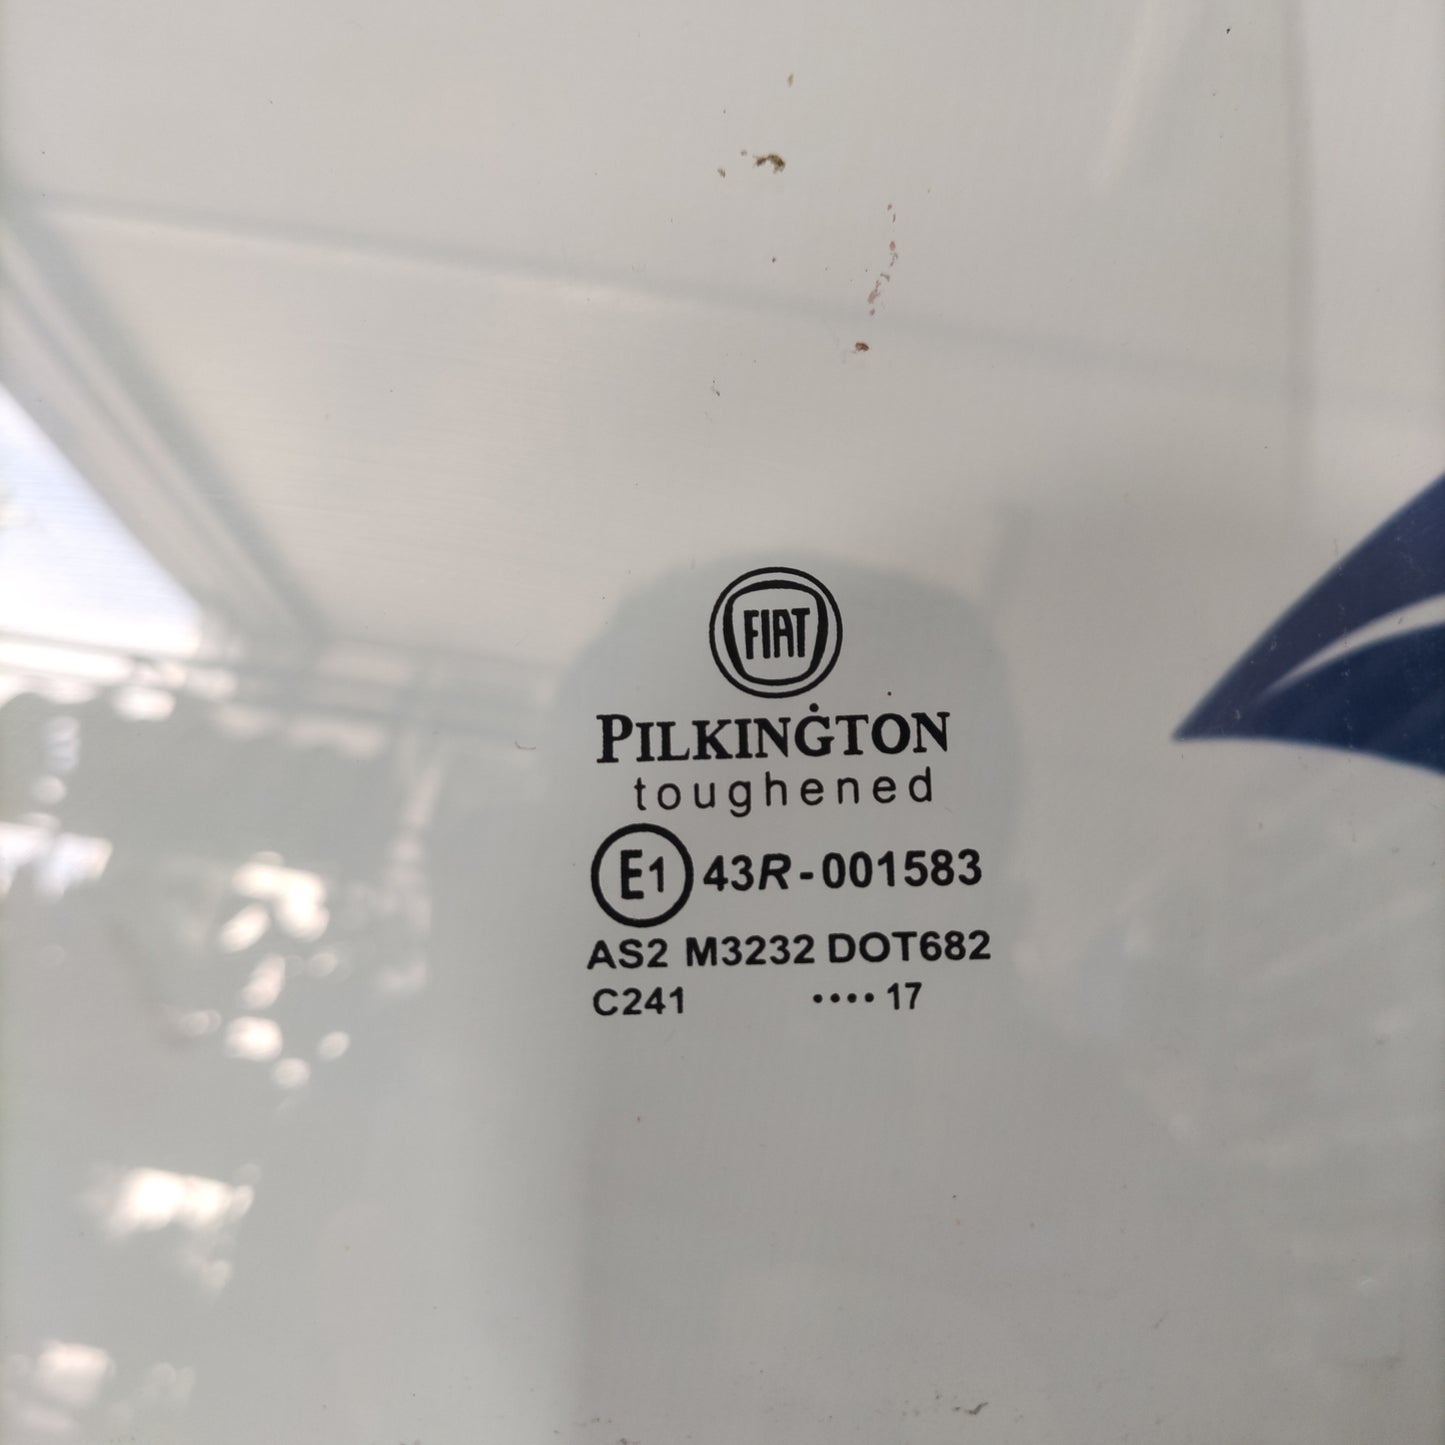 FIAT
PILKINGTON
toughened
E1 43R-001583
AS2 M3232 DOT682
C241 •••• 17